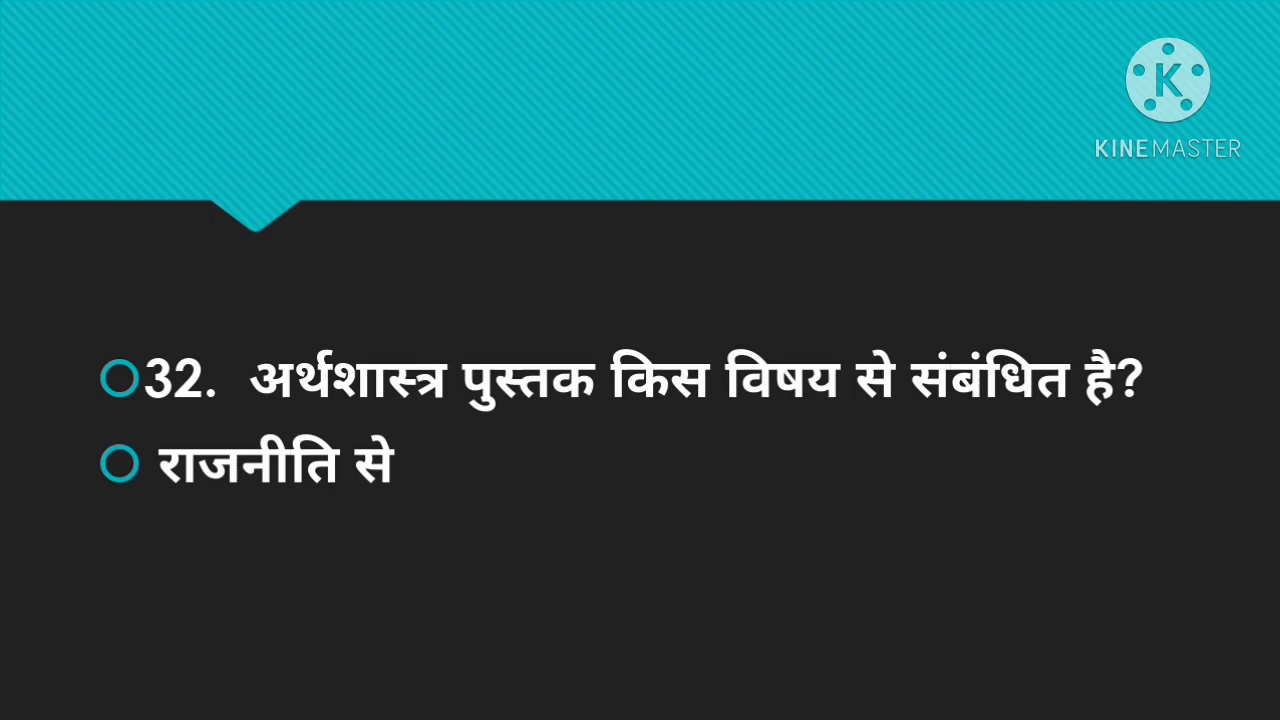 K
KINEMASTER
32. अर्थशास्त्र पुस्तक किस विषय से संबंधित है?
राजनीति से